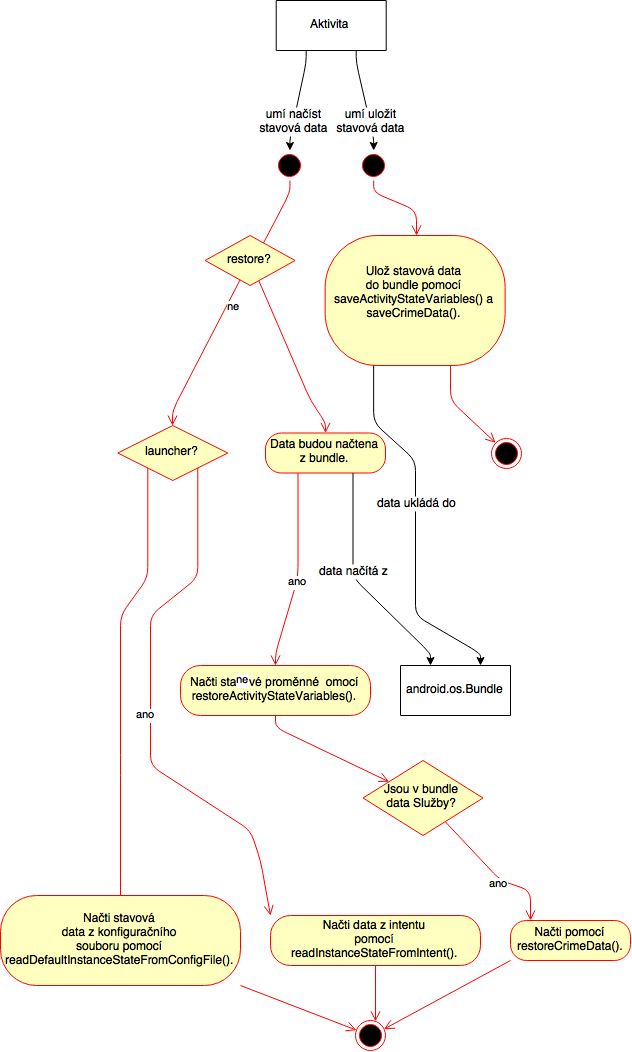 Aktivita
umí načíst
stavová data
umí uložit
stavová data
restore?
Ulož stavová data
do bundle pomocí
saveActivityStateVariables() a
saveCrimeData().
ne
launcher?
Data budou načtena
z bundle.
data ukládá do
data načítá z
ano
Načti sta
ne
vé proměnné
omocí
restoreActivityStateVariables().
android.os.Bundle
ano
Jsou v bundle
data Služby?
ano
Načti stavová
data z konfiguračního
souboru pomocí
readDefaultInstanceStateFromConfigFile().
Načti data z intentu
pomocí
readInstanceStateFromIntent().
Načti pomocí
restoreCrimeData().